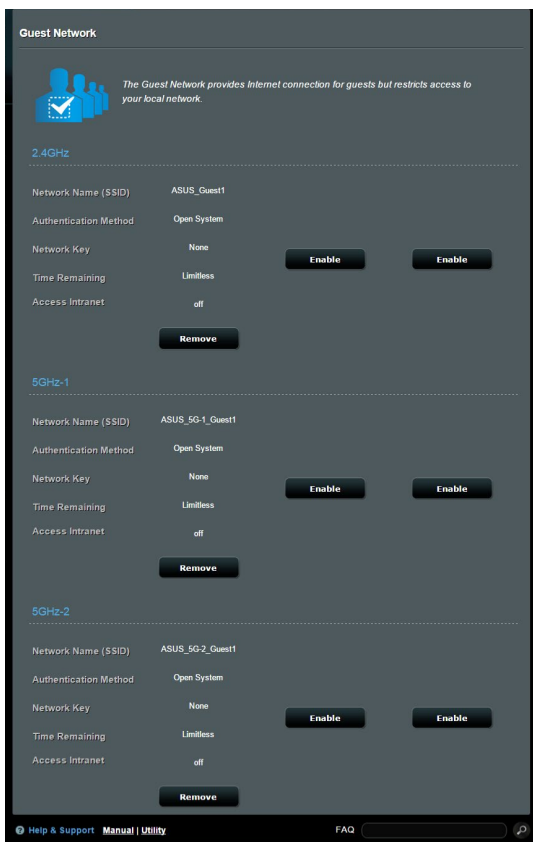 Guest Network
The Guest Network provides Internet connection for guests but restricts access to
your local network.
2.4GHz
Network Name (SSID) ASUS_Guest1
Authentication Method Open System
Network Key None
Enable Enable
Time Remaining Limitless
Access Intranet off
Remove
5GHz-1
Network Name (SSID) ASUS_5G-1_Guest1
Authentication Method Open System
Network Key None
Enable Enable
Time Remaining Limitless
Access Intranet off
Remove
5GHz-2
Network Name (SSID) ASUS_5G-2_Guest1
Authentication Method Open System
Network Key None
Enable Enable
Time Remaining Limitless
Access Intranet off
Remove
? Help & Support Manual | Utility FAQ